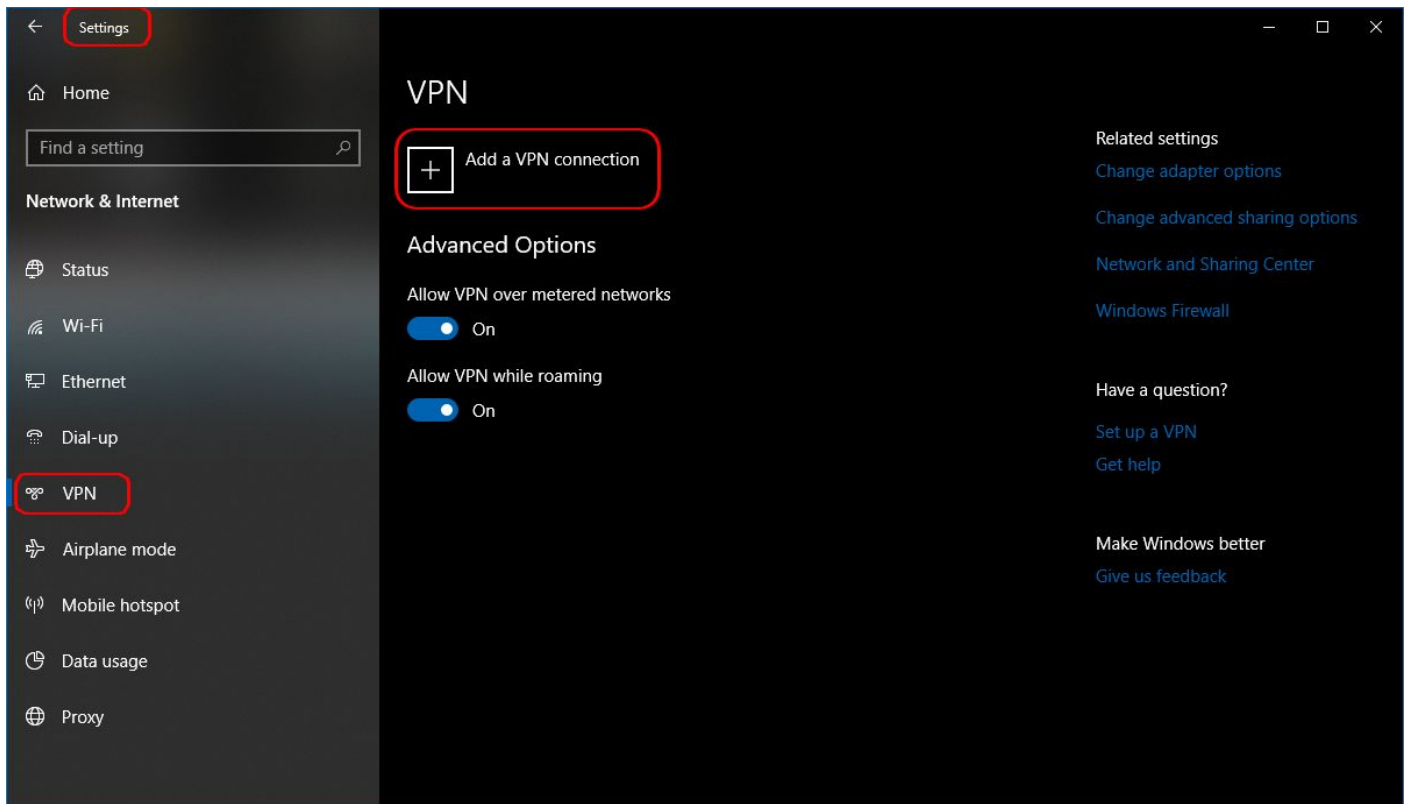 Settings
Home
Find a setting
Network & Internet
Status
Wi-Fi
Ethernet
Dial-up
VPN
Airplane mode
Mobile hotspot
Data usage
Proxy
VPN
Add a VPN connection
Advanced Options
Allow VPN over metered networks
On
Allow VPN while roaming
On
Related settings
Change adapter options
Change advanced sharing options
Network and Sharing Center
Windows Firewall
Have a question?
Set up a VPN
Get help
Make Windows better
Give us feedback